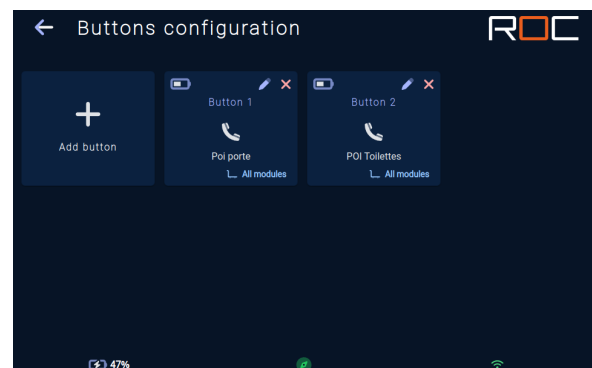 Buttons configuration
ROC
Add button
Button 1
Poi porte
All modules
Button 2
POI Toilettes
All modules
47%